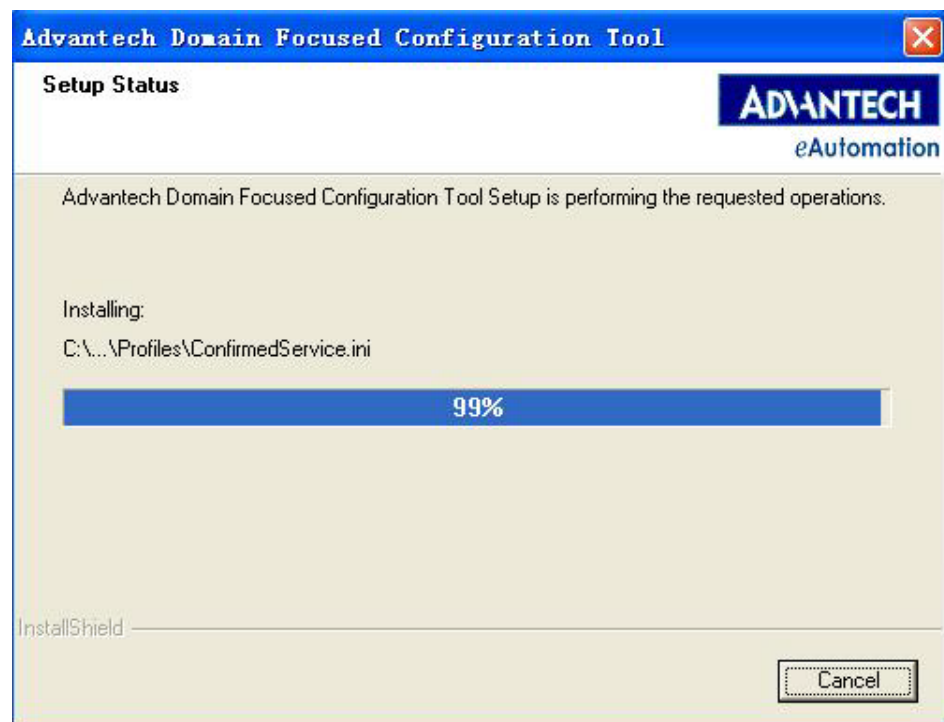 Advantech Domain Focused Configuration Tool
Setup Status
ADVANTECH
eAutomation
Advantech Domain Focused Configuration Tool Setup is performing the requested operations.
Installing:
C:\...\Profiles\ConfirmedService.ini
99%
InstallShield
Cancel